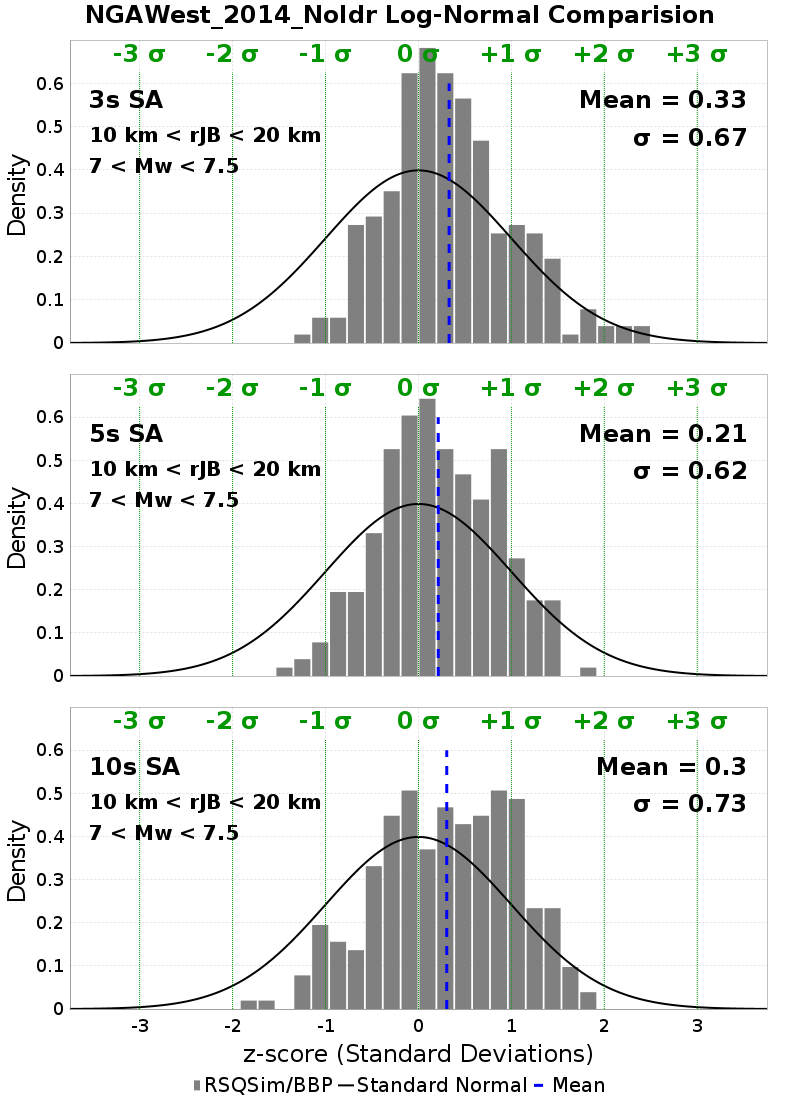 NGAWest_2014_NoIdr Log-Normal Comparision
-3 σ -2 σ -1 σ 0 σ +1 σ +2 σ +3 σ
3s SA
Mean = 0.33
10 km < rJB < 20 km
σ = 0.67
7 < Mw < 7.5
Density
0.6
0.5
0.4
0.3
0.2
0.1
0
-3 σ -2 σ -1 σ 0 σ +1 σ +2 σ +3 σ
5s SA
Mean = 0.21
10 km < rJB < 20 km
σ = 0.62
7 < Mw < 7.5
Density
0.6
0.5
0.4
0.3
0.2
0.1
0
-3 σ -2 σ -1 σ 0 σ +1 σ +2 σ +3 σ
10s SA
Mean = 0.3
10 km < rJB < 20 km
σ = 0.73
7 < Mw < 7.5
Density
0.6
0.5
0.4
0.3
0.2
0.1
0
-3 -2 -1 0 1 2 3
z-score (Standard Deviations)
RSQSim/BBP Standard Normal Mean